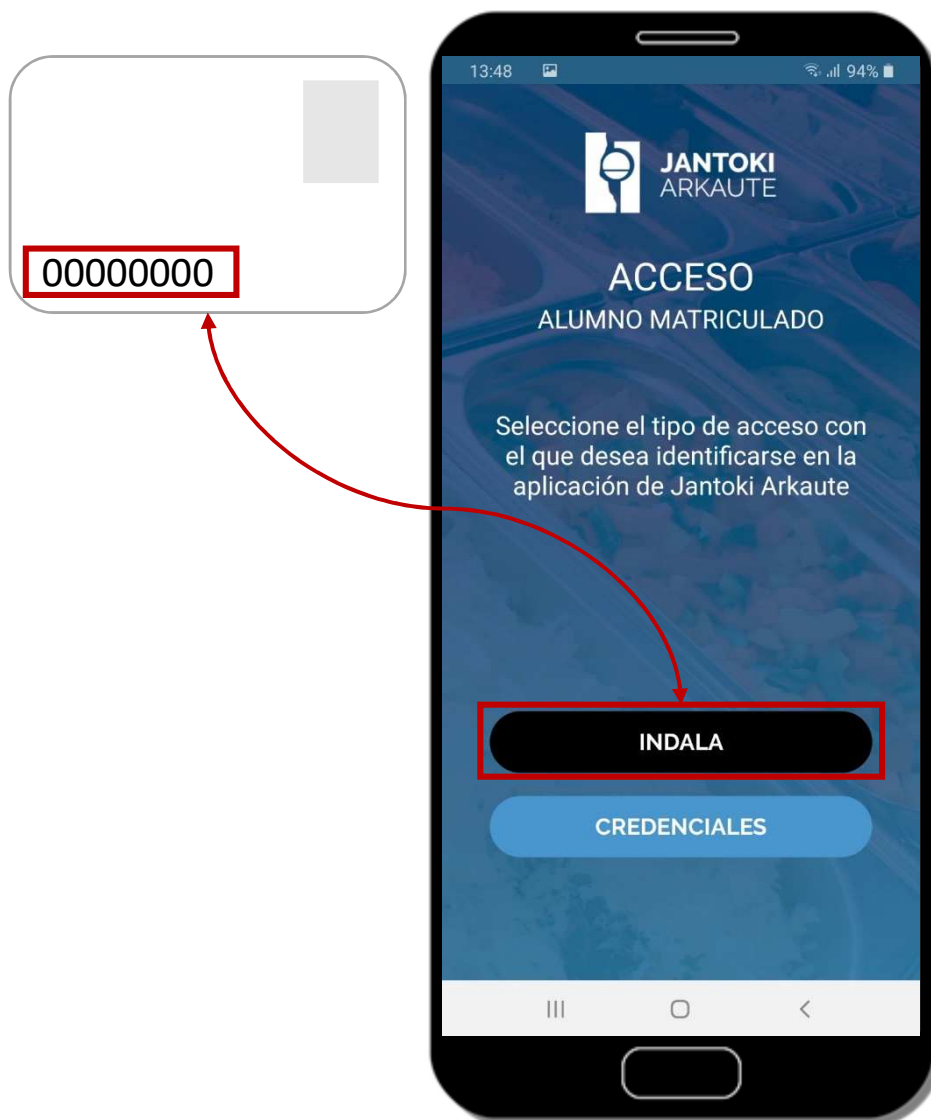 00000000
13:48
94%
JANTOKI
ARKAUTE
ACCESO
ALUMNO MATRICULADO
Seleccione el tipo de acceso con
el que desea identificarse en la
aplicación de Jantoki Arkaute
INDALA
CREDENCIALES